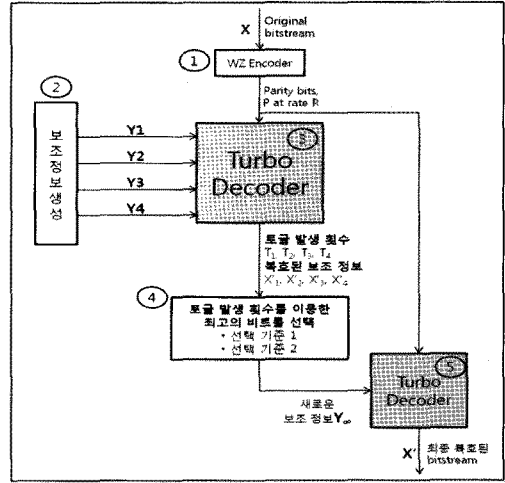 X
Original
bitstream
1
WZ Encoder
2
Parity bits,
P at rate R
보조정보생성
Y1
Y2
Y3
Y4
3
Turbo
Decoder
토글 발생 횟수
T₁, T₂, T₃, T₄
복호된 보조 정보
X'₁, X'₂, X'₃, X'₄
4
토글 발생 횟수를 이용한
최고의 비트를 선택
• 선택 기준 1
• 선택 기준 2
5
Turbo
Decoder
새로운
보조 정보Y∞
X' 최종 복호된
bitstream